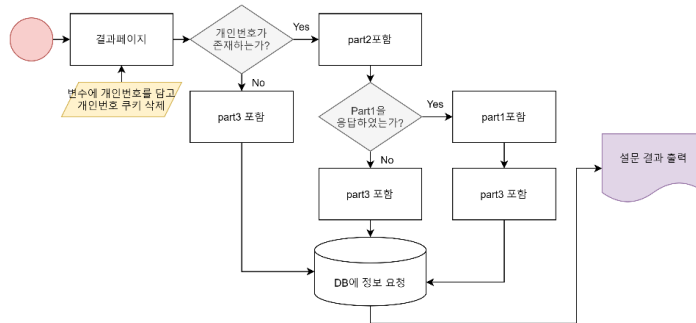 결과페이지
개인번호가
존재하는가?
Yes
part2포함
변수에 개인번호를 담고
개인번호 쿠키 삭제
No
part3 포함
Part1을
응답하였는가?
Yes
part1포함
No
part3 포함
part3 포함
설문 결과 출력
DB에 정보 요청